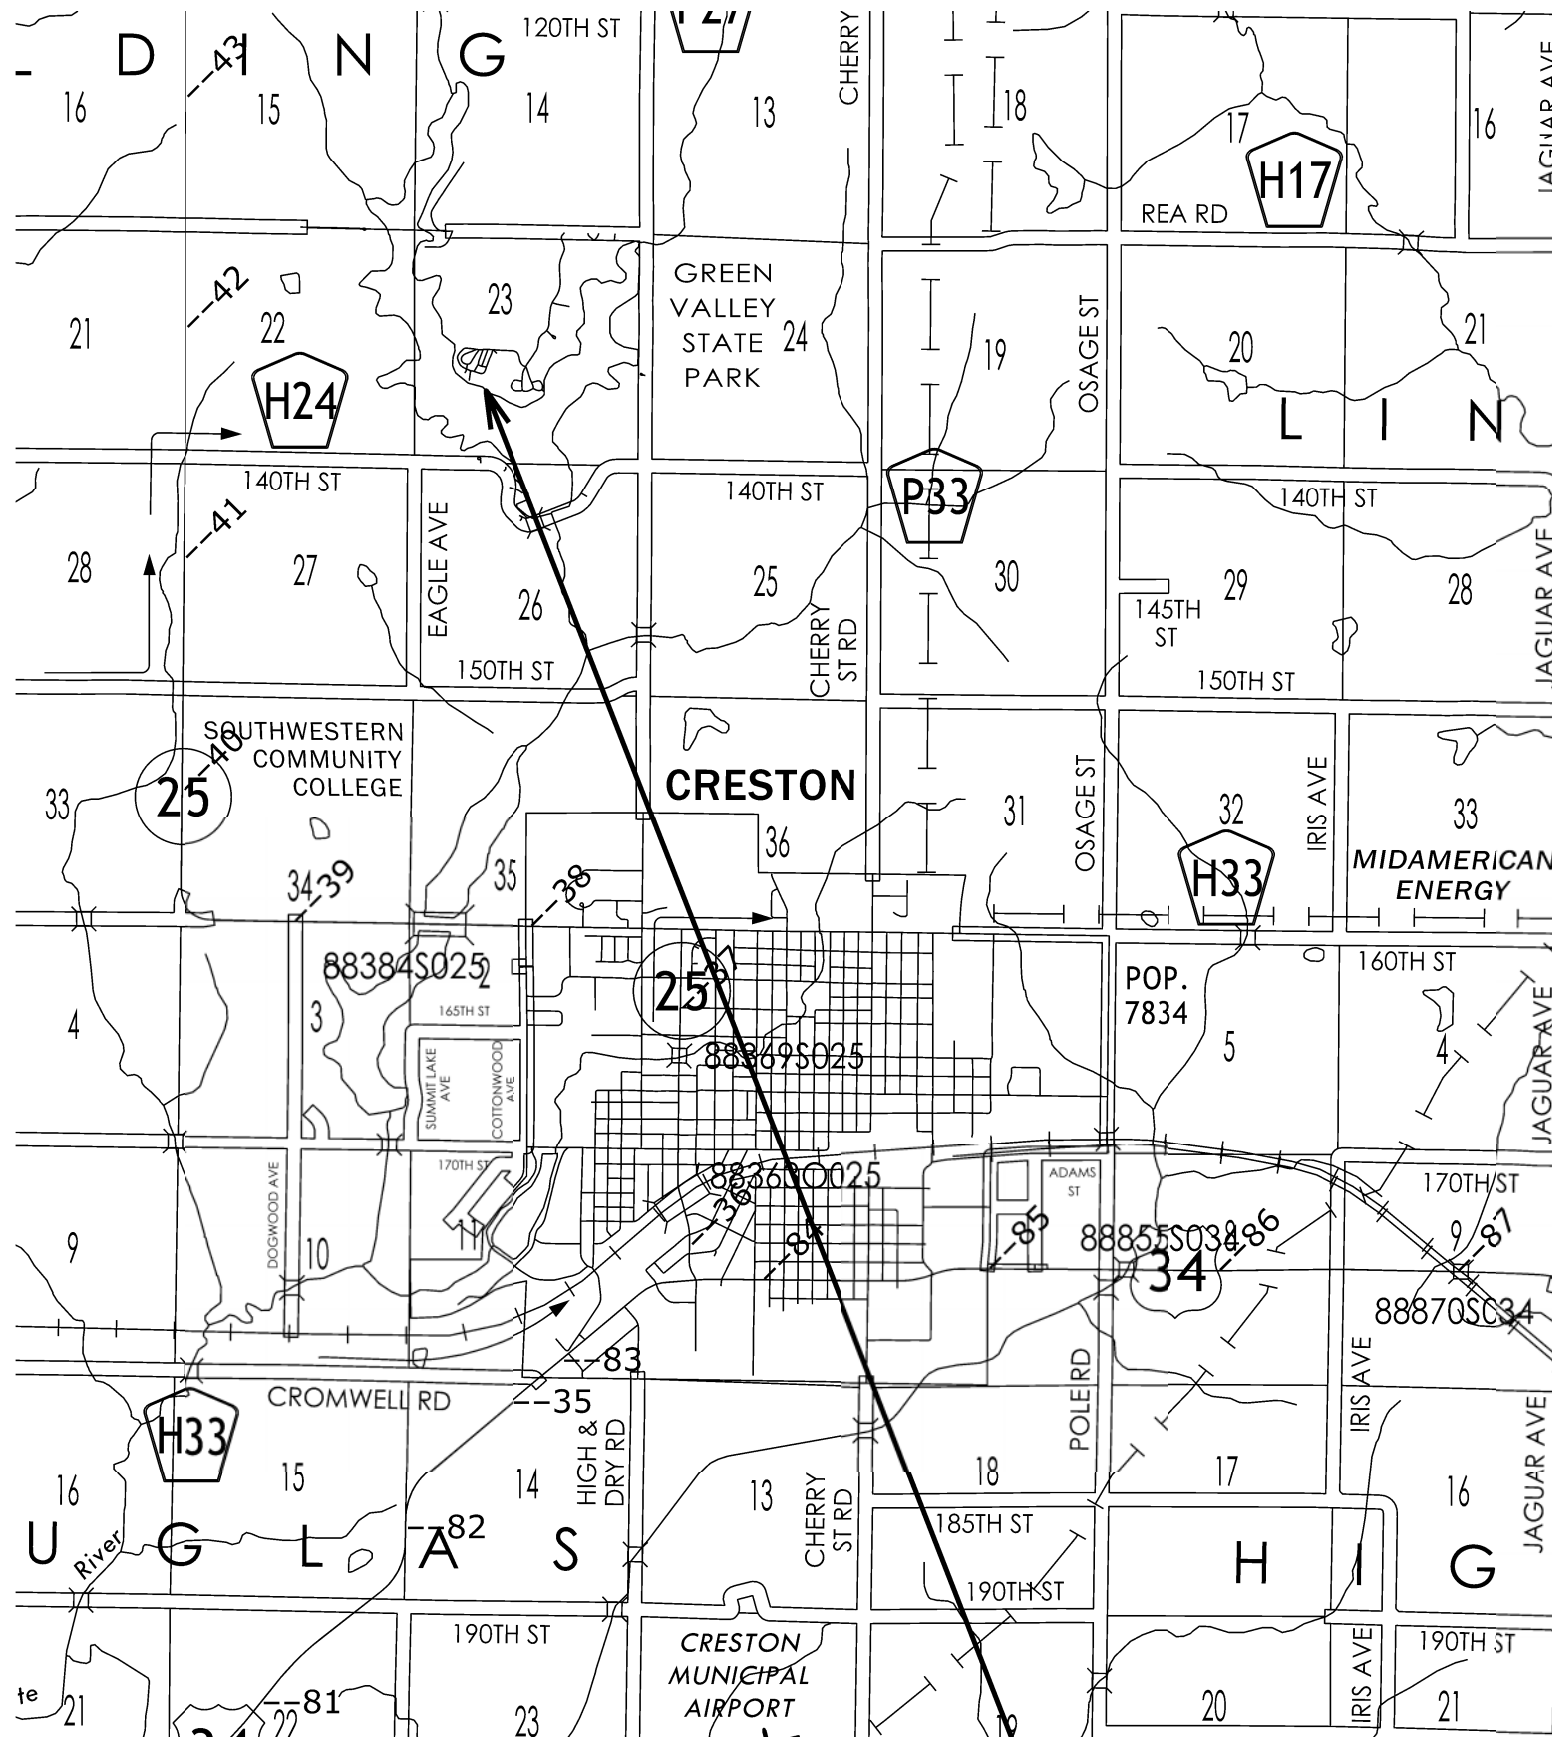 120TH ST
CHERRY
D I N G
43
16
15
14
13
18
17
16
JAGUAR AVE
H17
REA RD
GREEN
VALLEY
STATE
PARK
42
21
22
23
24
19
OSAGE ST
20
21
H24
L I N
140TH ST
140TH ST
P33
140TH ST
41
28
27
EAGLE AVE
26
25
CHERRY
ST RD
30
145TH
ST
29
28
JAGUAR AVE
150TH ST
150TH ST
SOUTHWESTERN
COMMUNITY
COLLEGE
40
25
33
CRESTON
36
31
OSAGE ST
32
IRIS AVE
33
MIDAMERICAN
ENERGY
34
39
35
38
H33
88384S025
2
25
37
POP.
7834
160TH ST
4
3
165TH ST
SUMMIT LAKE
AVE
COTTONWOOD
AVE
88369S025
5
4
JAGUAR AVE
170TH ST
DOGWOOD AVE
ADAMS
ST
170TH ST
9
10
11
36
84
85
34
86
9
87
88870S034
83
CROMWELL RD
35
H33
HIGH &
DRY RD
POLE RD
IRIS AVE
16
15
14
13
CHERRY
ST RD
18
17
16
JAGUAR AVE
185TH ST
82
River
U G L A S
H I G
190TH ST
190TH ST
CRESTON
MUNICIPAL
AIRPORT
190TH ST
IRIS AVE
te
21
22
81
23
19
20
21